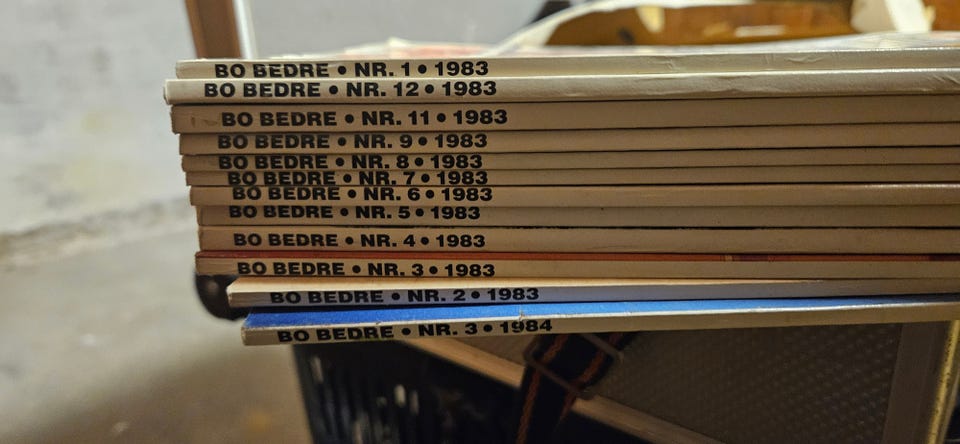 BO BEDRE • NR. 1 • 1983
BO BEDRE • NR. 12 • 1983
BO BEDRE • NR. 11 • 1983
BO BEDRE • NR. 9 • 1983
BO BEDRE • NR. 8 • 1983
BO BEDRE • NR. 7 • 1983
BO BEDRE • NR. 6 • 1983
BO BEDRE • NR. 5 • 1983
BO BEDRE • NR. 4 • 1983
BO BEDRE • NR. 3 • 1983
BO BEDRE • NR. 2 • 1983
BO BEDRE • NR. 3 • 1984